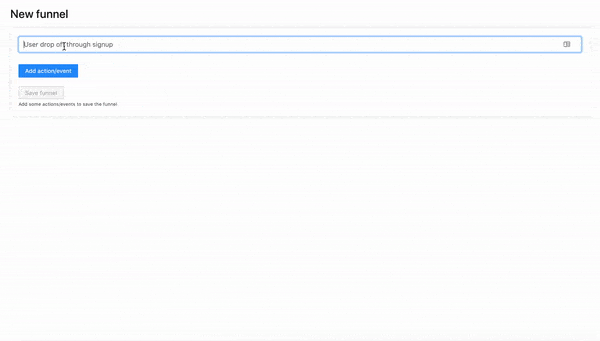 New funnel
User drop off through signup
Add action/event
Save funnel
Add some actions/events to save the funnel